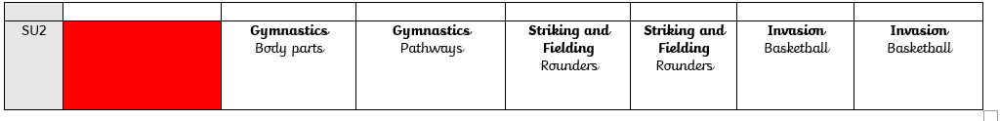 SU2
Gymnastics
Body parts
Gymnastics
Pathways
Striking and
Fielding
Rounders
Striking and
Fielding
Rounders
Invasion
Basketball
Invasion
Basketball